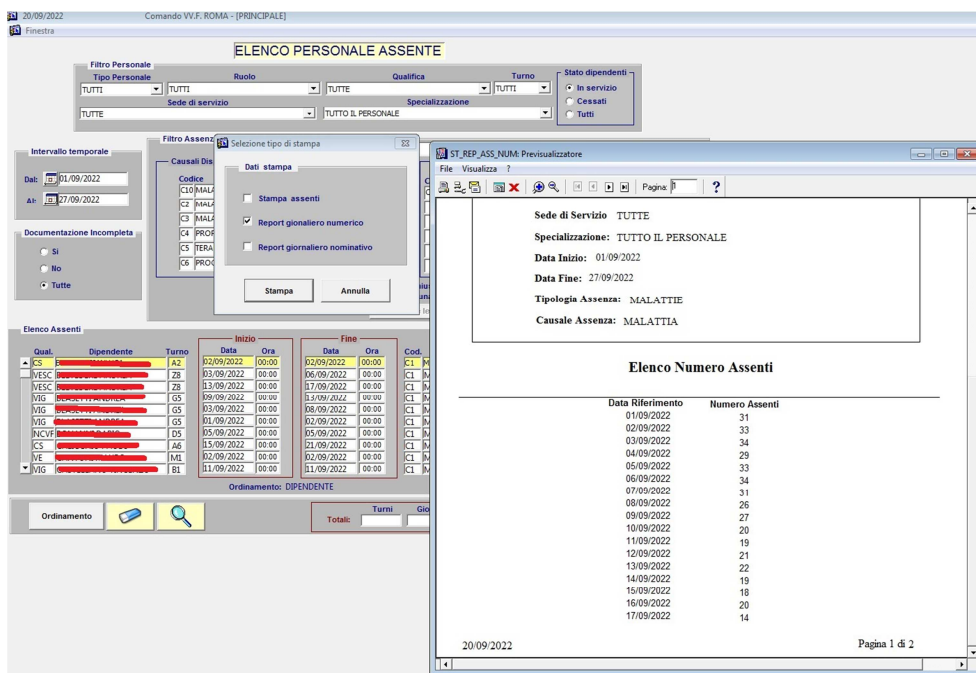 20/09/2022 Comando VV.F. ROMA - [PRINCIPALE]
Finestra
ELENCO PERSONALE ASSENTE
Filtro Personale
Tipo Personale Ruolo Qualifica Turno
TUTTI TUTTI TUTTE TUTTI
Sede di servizio Specializzazione
TUTTE TUTTO IL PERSONALE
Stato dipendenti
In servizio
Cessati
Tutti
Intervallo temporale
Dal: 01/09/2022
Al: 27/09/2022
Documentazione Incompleta
Si
No
Tutte
Filtro Assenz
Causali Dis
Codice
C10 MALA
C2 MALA
C3 MALA
C4 PROF
C5 TERA
C6 PROC
Selezione tipo di stampa
Dati stampa
Stampa assenti
Report gionaliero numerico
Report giornaliero nominativo
Stampa Annulla
Elenco Assenti
Inizio Fine
Qual. Dipendente Turno Data Ora Data Ora Cod.
CS A2 02/09/2022 00:00 02/09/2022 00:00 C1 M
VESC Z8 03/09/2022 00:00 06/09/2022 00:00 C1 M
VESC Z8 13/09/2022 00:00 17/09/2022 00:00 C1 M
VIG G5 09/09/2022 00:00 13/09/2022 00:00 C1 M
VIG G5 03/09/2022 00:00 08/09/2022 00:00 C1 M
VIG G5 01/09/2022 00:00 02/09/2022 00:00 C1 M
NCVF D5 05/09/2022 00:00 05/09/2022 00:00 C1 M
CS A6 15/09/2022 00:00 21/09/2022 00:00 C1 M
VE M1 02/09/2022 00:00 02/09/2022 00:00 C1 M
VIG B1 11/09/2022 00:00 11/09/2022 00:00 C1 M
Ordinamento: DIPENDENTE
Ordinamento
Turni Gio
Totali:
ST_REP_ASS_NUM: Previsualizzatore
File Visualizza ?
Pagina: 1 ?
Sede di Servizio TUTTE
Specializzazione: TUTTO IL PERSONALE
Data Inizio: 01/09/2022
Data Fine: 27/09/2022
Tipologia Assenza: MALATTIE
Causale Assenza: MALATTIA
Elenco Numero Assenti
Data Riferimento Numero Assenti
01/09/2022 31
02/09/2022 33
03/09/2022 34
04/09/2022 29
05/09/2022 33
06/09/2022 34
07/09/2022 31
08/09/2022 26
09/09/2022 27
10/09/2022 20
11/09/2022 19
12/09/2022 21
13/09/2022 22
14/09/2022 19
15/09/2022 18
16/09/2022 20
17/09/2022 14
20/09/2022 Pagina 1 di 2